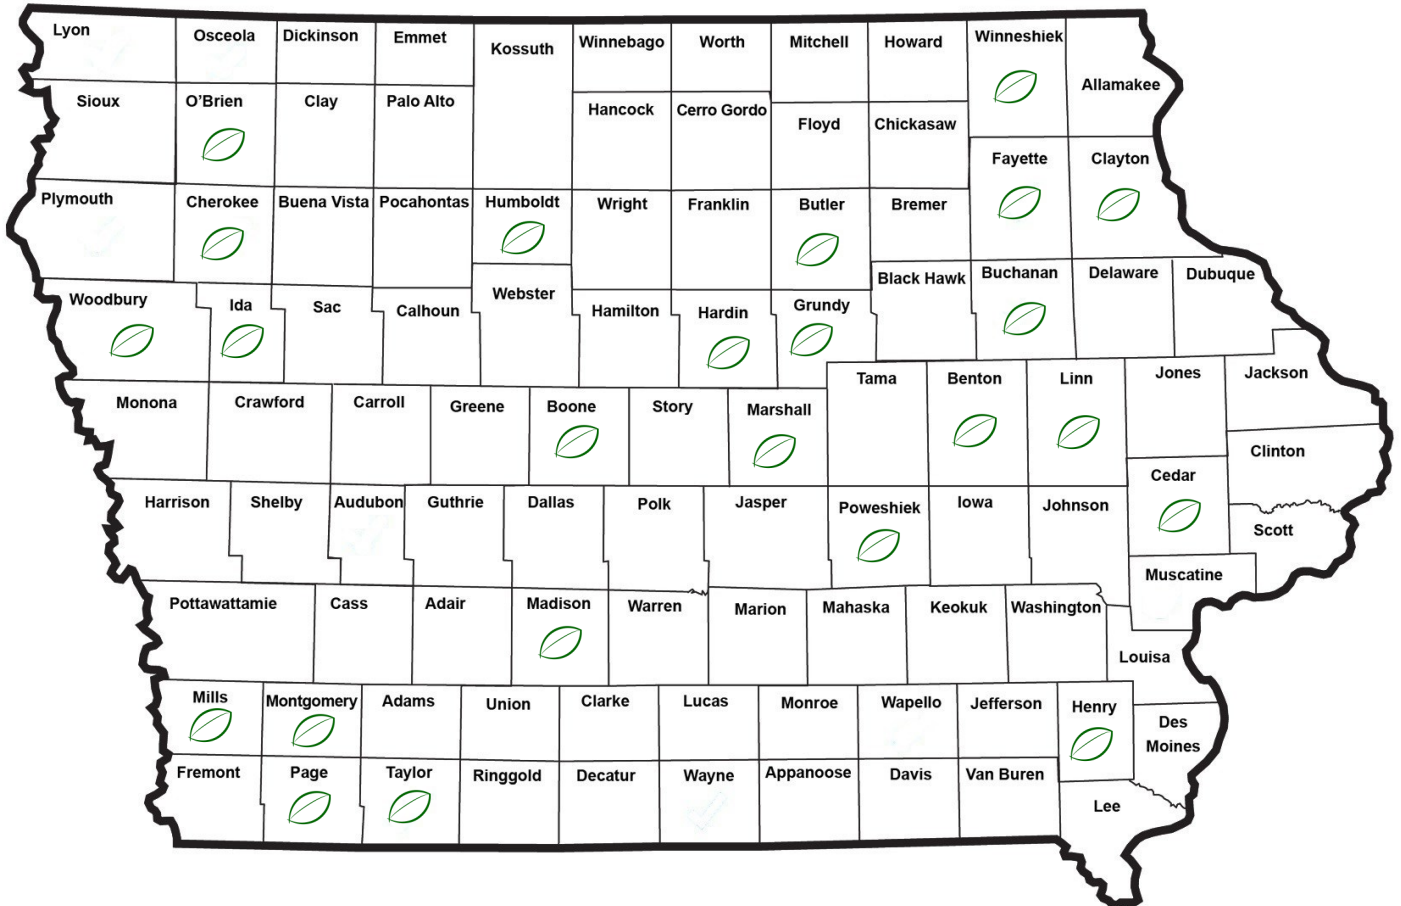 Lyon
Osceola
Dickinson
Emmet
Kossuth
Winnebago
Worth
Mitchell
Howard
Winneshiek
Allamakee
Sioux
O'Brien
Clay
Palo Alto
Hancock
Cerro Gordo
Floyd
Chickasaw
Fayette
Clayton
Plymouth
Cherokee
Buena Vista
Pocahontas
Humboldt
Wright
Franklin
Butler
Bremer
Black Hawk
Buchanan
Delaware
Dubuque
Woodbury
Ida
Sac
Calhoun
Webster
Hamilton
Hardin
Grundy
Tama
Benton
Linn
Jones
Jackson
Monona
Crawford
Carroll
Greene
Boone
Story
Marshall
Clinton
Cedar
Harrison
Shelby
Audubon
Guthrie
Dallas
Polk
Jasper
Poweshiek
Iowa
Johnson
Scott
Muscatine
Pottawattamie
Cass
Adair
Madison
Warren
Marion
Mahaska
Keokuk
Washington
Louisa
Mills
Montgomery
Adams
Union
Clarke
Lucas
Monroe
Wapello
Jefferson
Henry
Des
Moines
Fremont
Page
Taylor
Ringgold
Decatur
Wayne
Appanoose
Davis
Van Buren
Lee